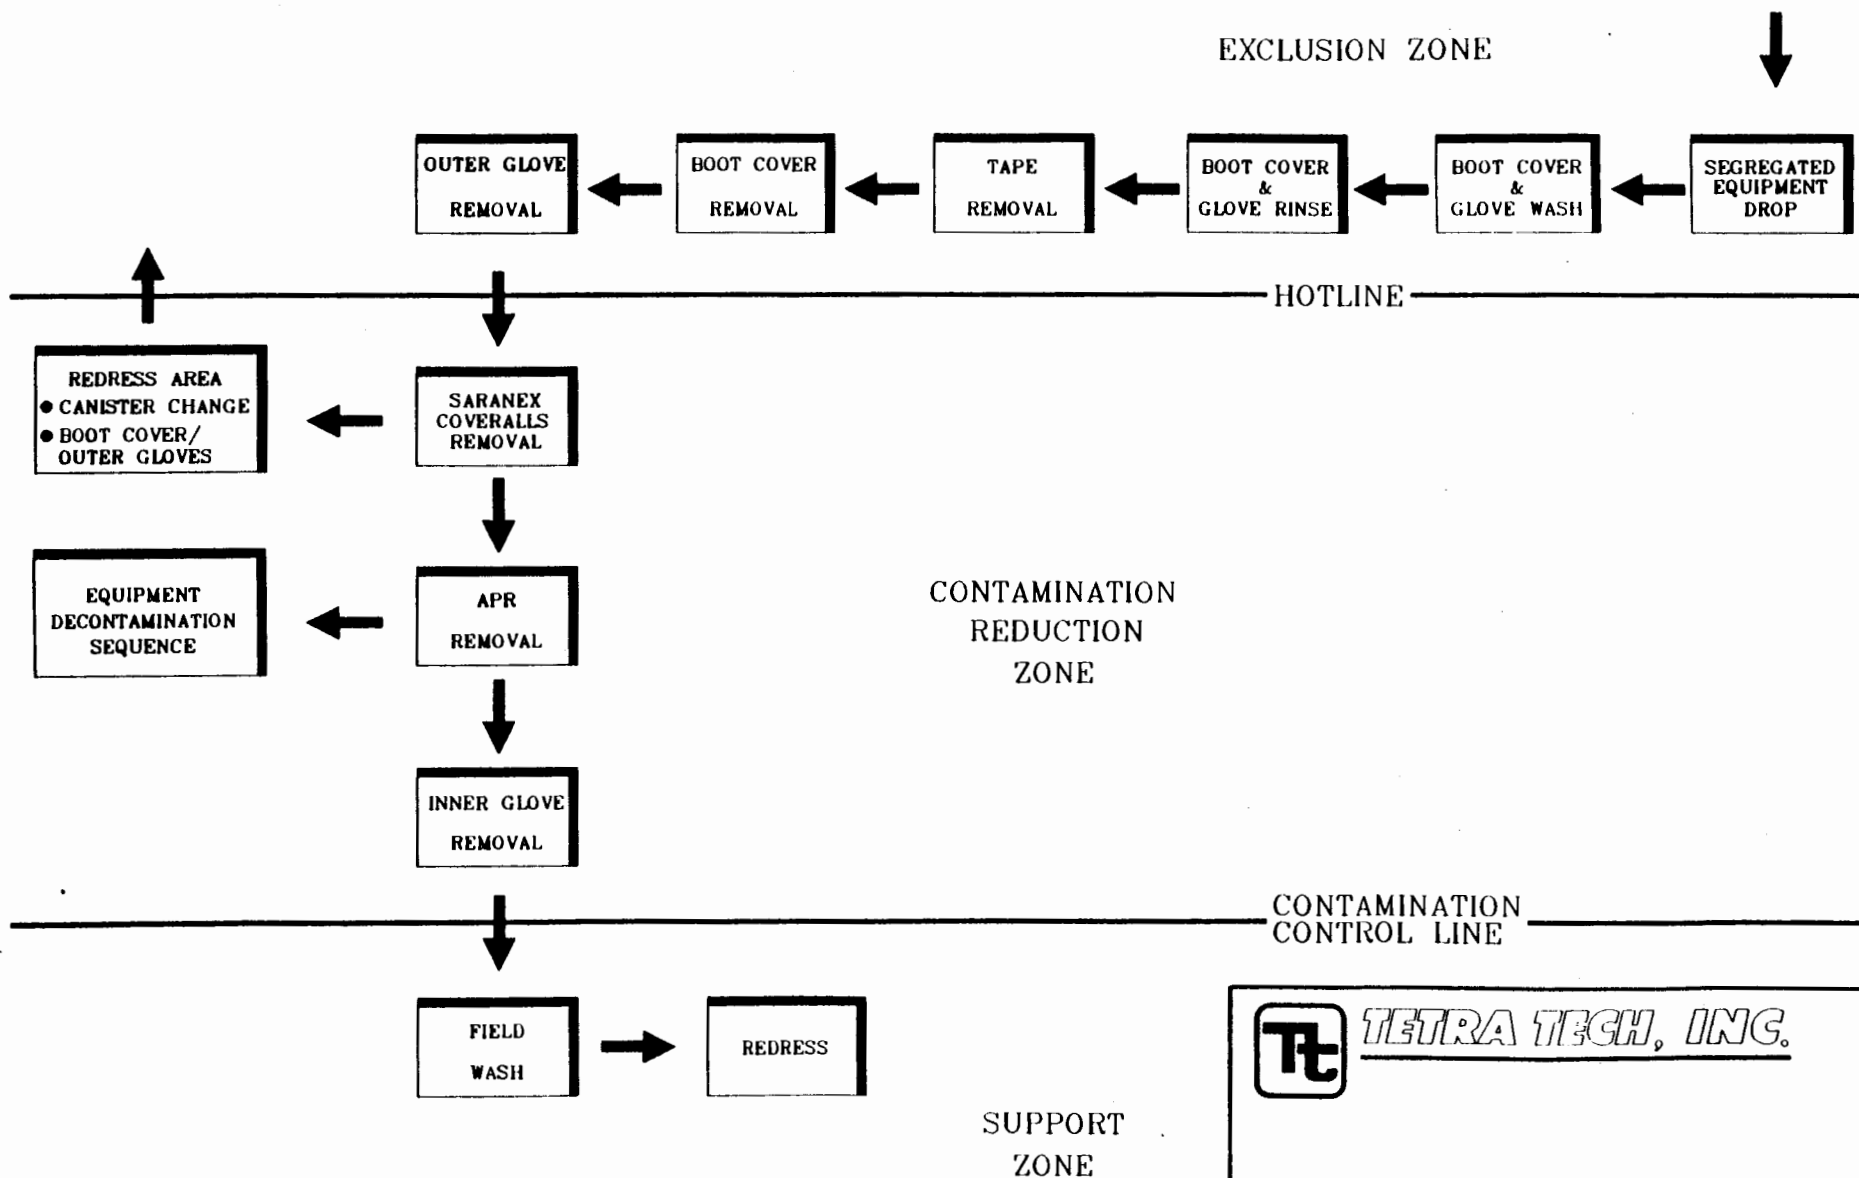 EXCLUSION ZONE
OUTER GLOVE
REMOVAL
BOOT COVER
REMOVAL
TAPE
REMOVAL
BOOT COVER
&
GLOVE RINSE
BOOT COVER
&
GLOVE WASH
SEGREGATED
EQUIPMENT
DROP
HOTLINE
REDRESS AREA
● CANISTER CHANGE
● BOOT COVER/
OUTER GLOVES
SARANEX
COVERALLS
REMOVAL
EQUIPMENT
DECONTAMINATION
SEQUENCE
APR
REMOVAL
CONTAMINATION
REDUCTION
ZONE
INNER GLOVE
REMOVAL
CONTAMINATION
CONTROL LINE
FIELD
WASH
REDRESS
Tt TETRA TECH, INC.
SUPPORT
ZONE